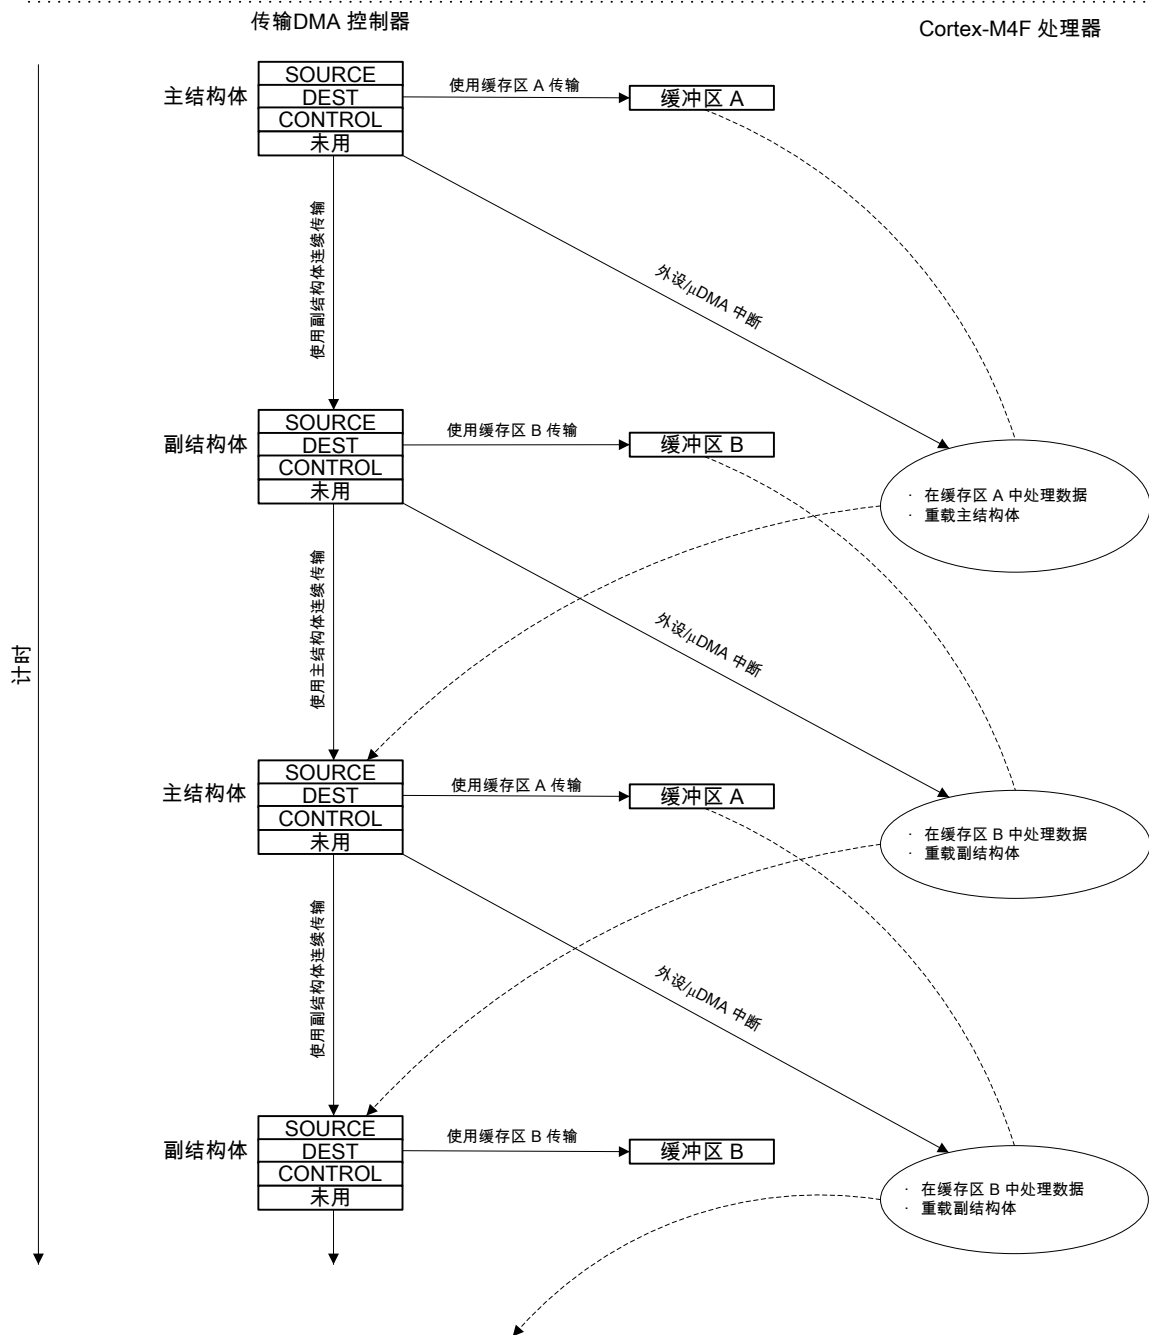 传输DMA 控制器
Cortex-M4F 处理器
主结构体
SOURCE
DEST
CONTROL
未用
使用缓存区 A 传输
缓冲区 A
使用副结构体连续传输
外设/μDMA 中断
副结构体
SOURCE
DEST
CONTROL
未用
使用缓存区 B 传输
缓冲区 B
· 在缓存区 A 中处理数据
· 重载主结构体
使用主结构体连续传输
外设/μDMA 中断
计时
主结构体
SOURCE
DEST
CONTROL
未用
使用缓存区 A 传输
缓冲区 A
· 在缓存区 B 中处理数据
· 重载副结构体
使用副结构体连续传输
外设/μDMA 中断
副结构体
SOURCE
DEST
CONTROL
未用
使用缓存区 B 传输
缓冲区 B
· 在缓存区 B 中处理数据
· 重载副结构体